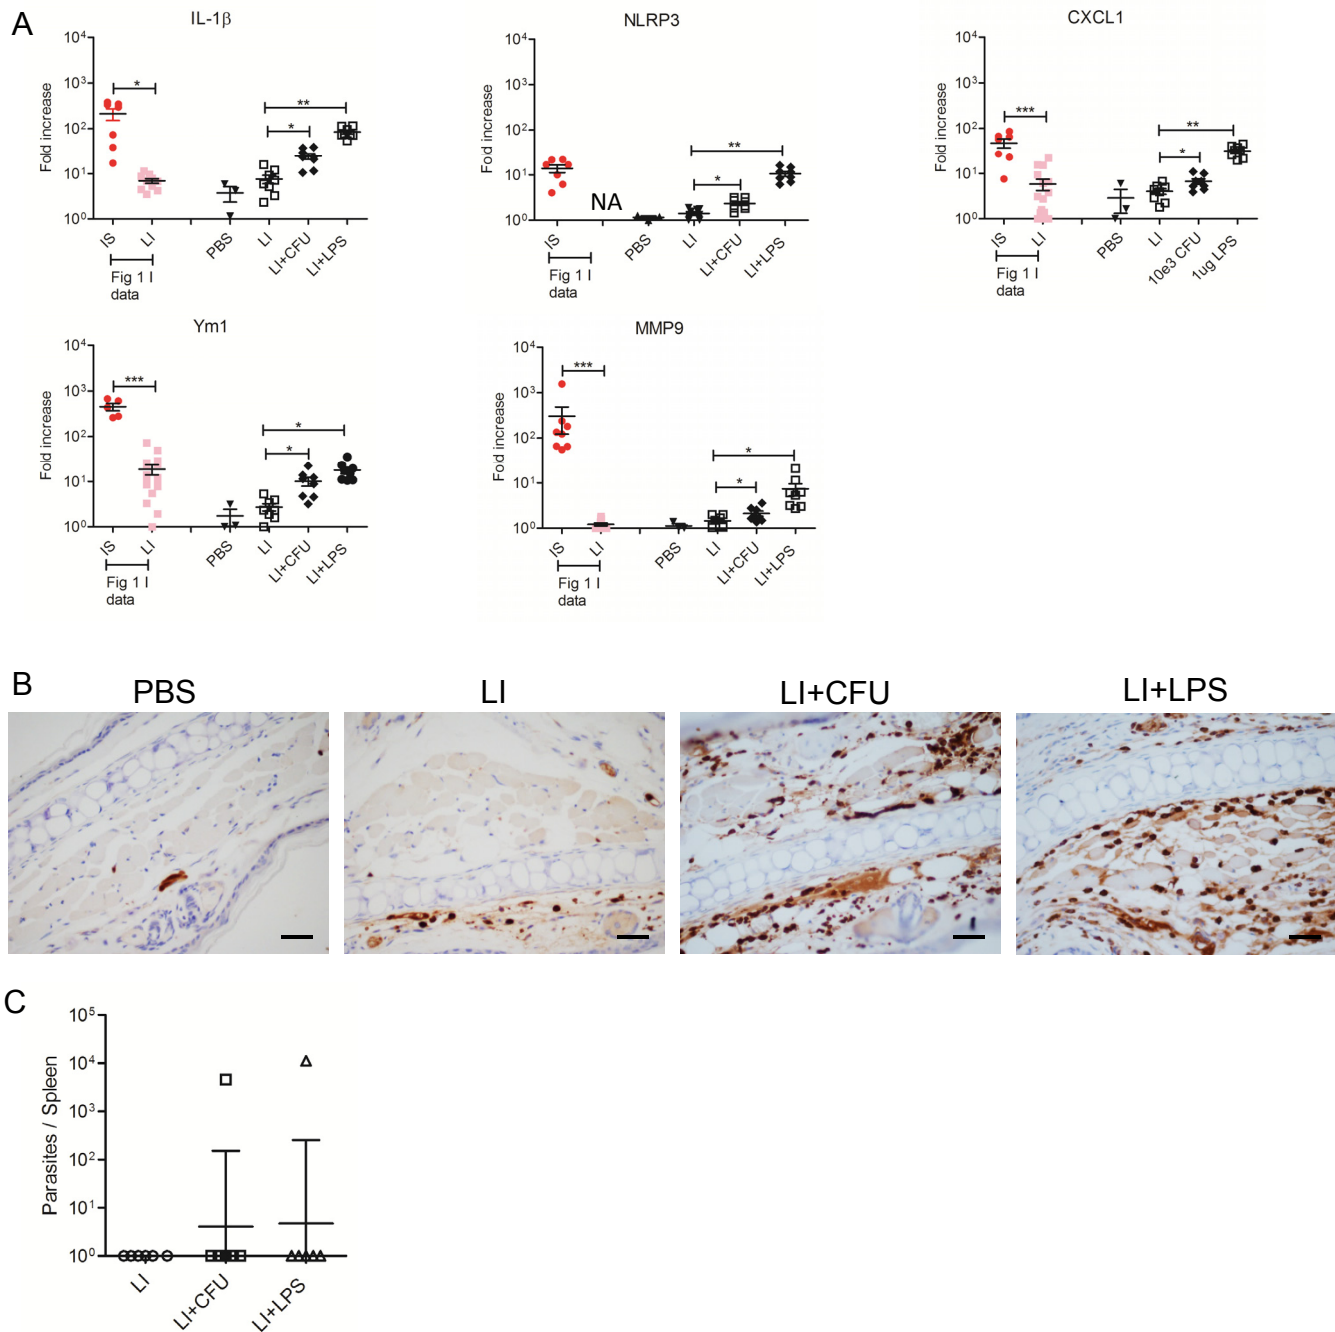 A
IL-1β
Fold increase
10⁴
10³
10²
10¹
10⁰
*
**
*
IS
LI
PBS
LI
LI+CFU
LI+LPS
Fig 1 I
data
NLRP3
Fold increase
10⁴
10³
10²
10¹
10⁰
NA
**
*
IS
PBS
LI
LI+CFU
LI+LPS
Fig 1 I
data
CXCL1
Fold increase
10⁴
10³
10²
10¹
10⁰
***
**
*
IS
LI
PBS
LI
10e3 CFU
1ug LPS
Fig 1 I
data
Ym1
Fold increase
10⁴
10³
10²
10¹
10⁰
***
*
*
IS
LI
PBS
LI
LI+CFU
LI+LPS
Fig 1 I
data
MMP9
Fold increase
10⁴
10³
10²
10¹
10⁰
***
*
*
IS
LI
PBS
LI
LI+CFU
LI+LPS
Fig 1 I
data
B
PBS
LI
LI+CFU
LI+LPS
C
Parasites / Spleen
10⁵
10⁴
10³
10²
10¹
10⁰
LI
LI+CFU
LI+LPS